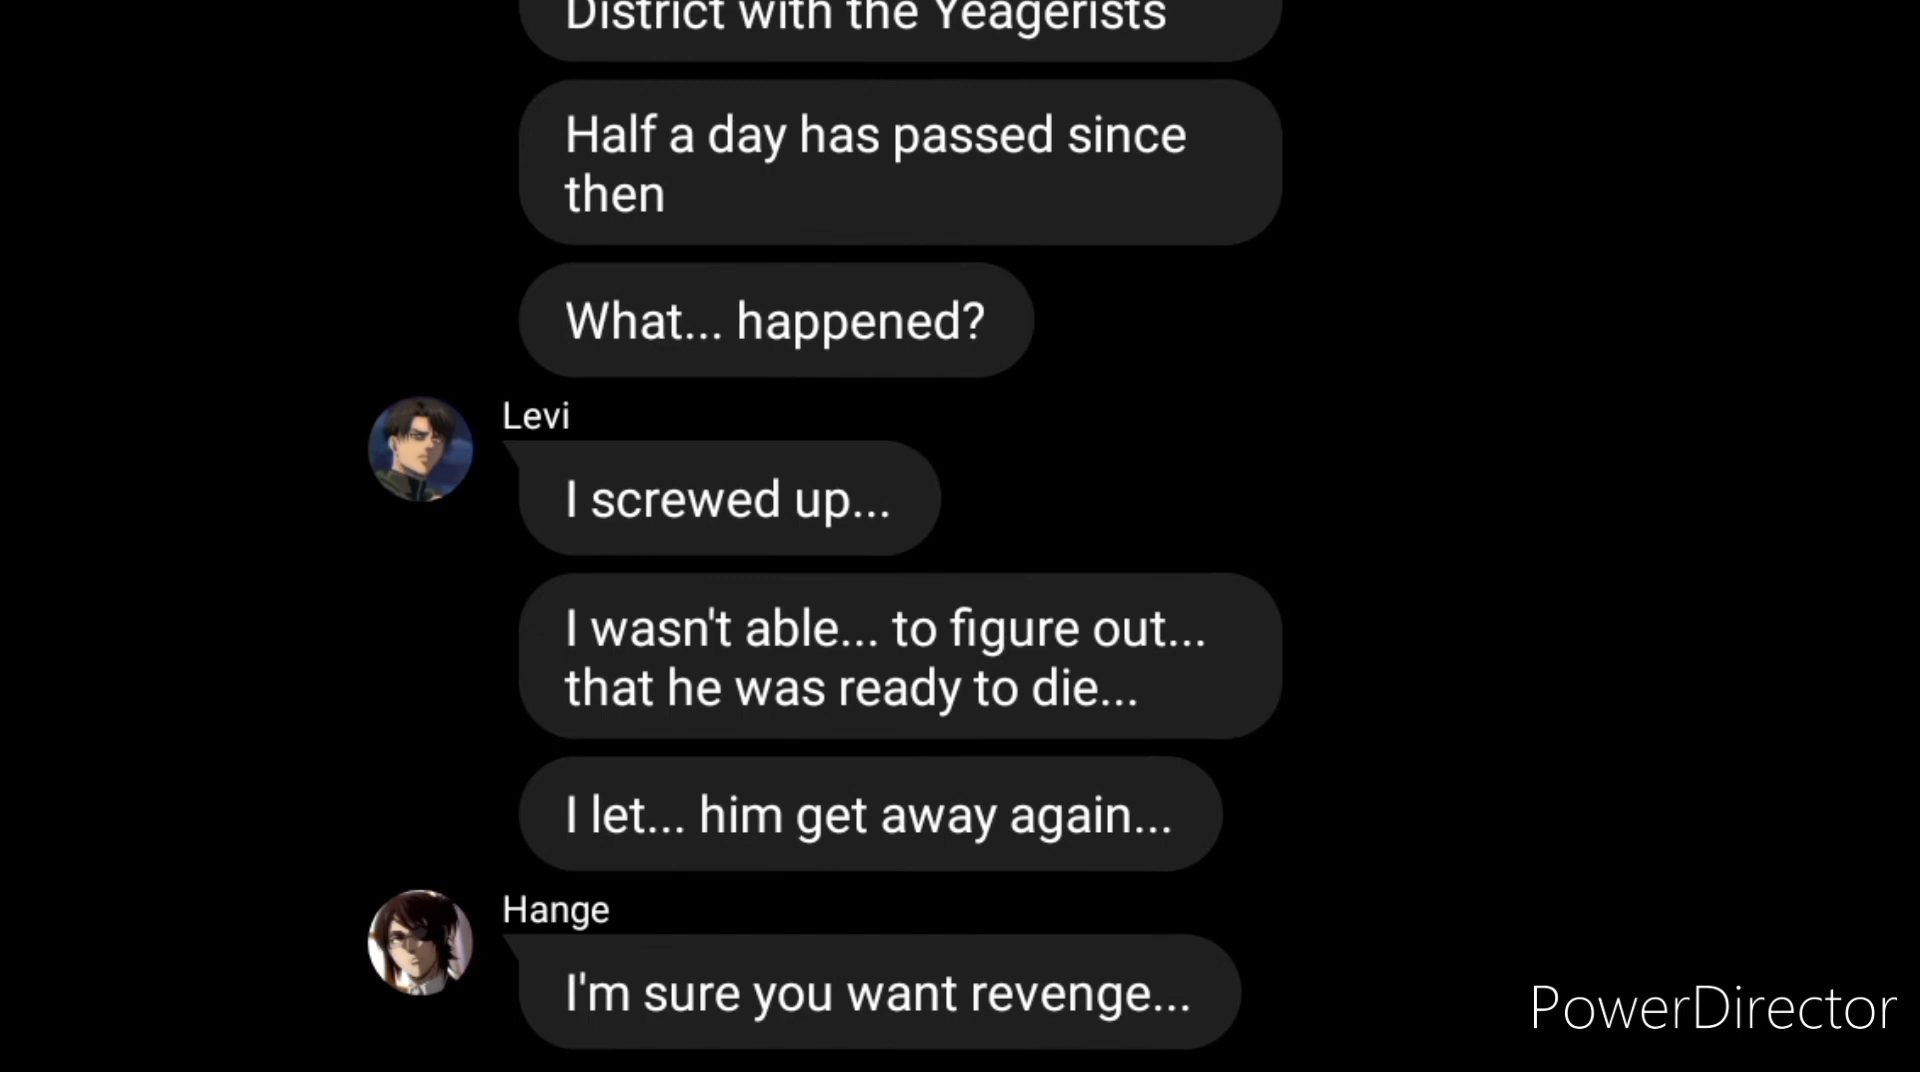 District with the Yeagerists
Half a day has passed since
then
What... happened?
Levi
I screwed up...
I wasn't able... to figure out...
that he was ready to die...
I let... him get away again...
Hange
I'm sure you want revenge...
PowerDirector